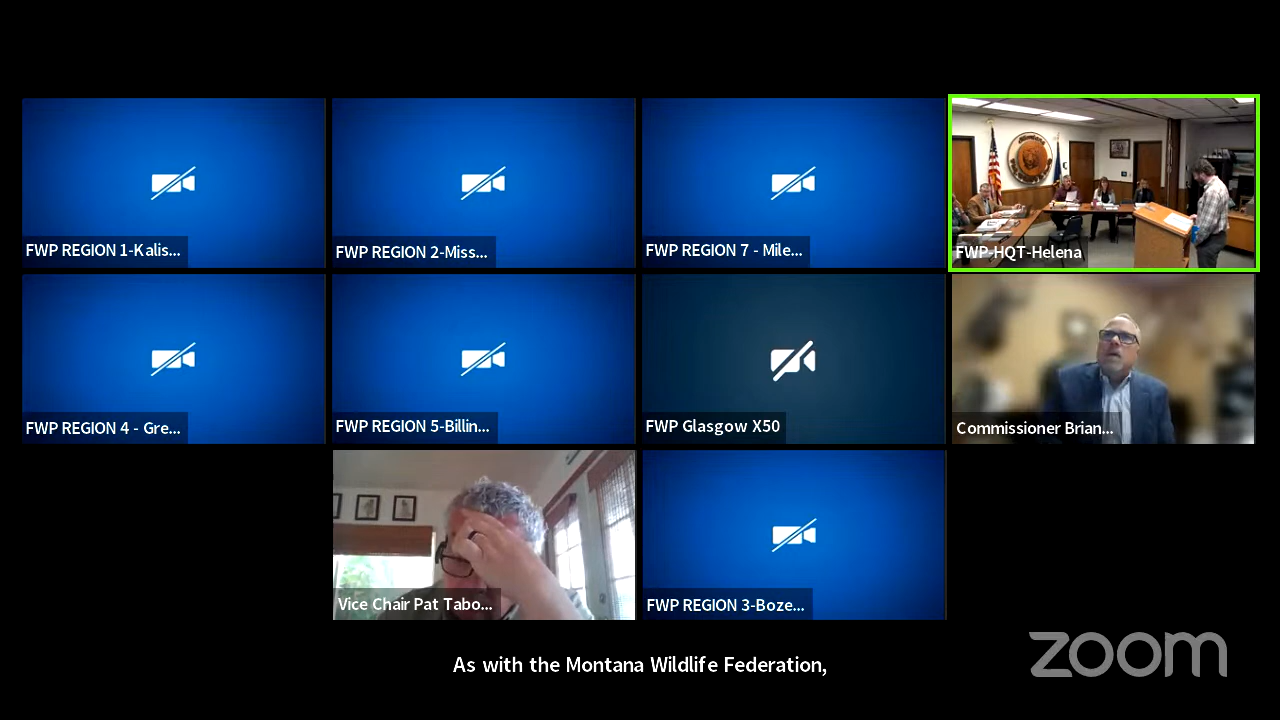 FWP REGION 1-Kalis...
FWP REGION 2-Miss...
FWP REGION 7 - Mile...
FWP-HQT-Helena
FWP REGION 4 - Gre...
FWP REGION 5-Billin...
FWP Glasgow X50
Commissioner Brian...
Vice Chair Pat Tabo...
FWP REGION 3-Boze...
As with the Montana Wildlife Federation,
zoom